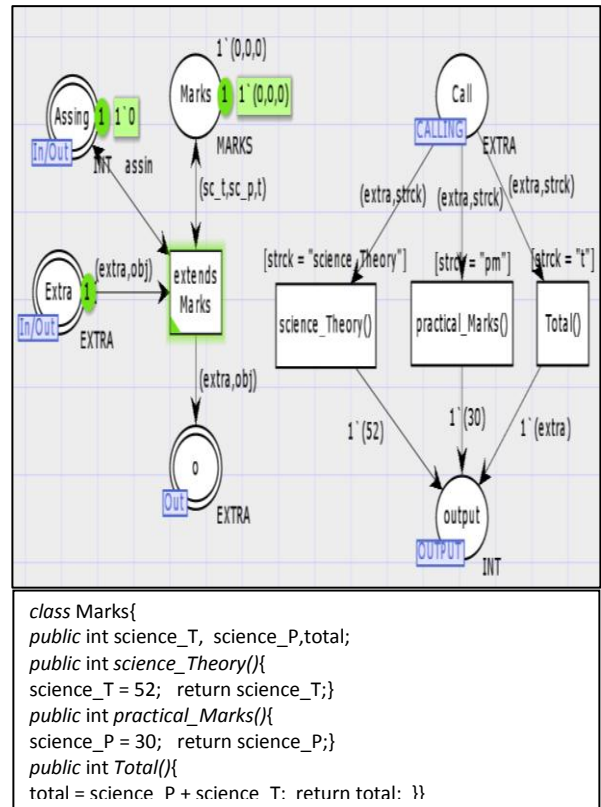 1`(0,0,0)
Marks 1 1`(0,0,0)
MARKS
Assing 1 1`0
In/Out
INT assin
(sc_t,sc_p,t)
Call
CALLING
EXTRA
(extra,strck) (extra,strck) (extra,strck)
Extra 1 (extra,obj)
In/Out
EXTRA
extends
Marks
[strck = "science_Theory"] [strck = "pm"] [strck = "t"]
science_Theory() practical_Marks() Total()
(extra,obj)
1`(52) 1`(30) 1`(extra)
O
Out
EXTRA
output
OUTPUT
INT
class Marks{
public int science_T, science_P,total;
public int science_Theory(){
science_T = 52; return science_T;}
public int practical_Marks(){
science_P = 30; return science_P;}
public int Total(){
total = science_P + science_T; return total; }}